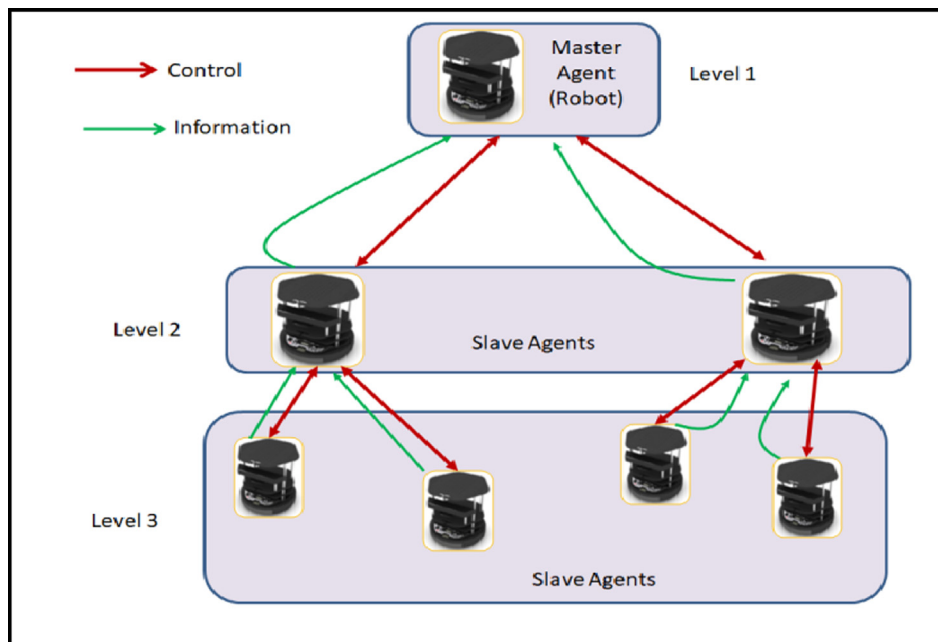 Control
Information
Master
Agent
(Robot)
Level 1
Level 2
Slave Agents
Level 3
Slave Agents